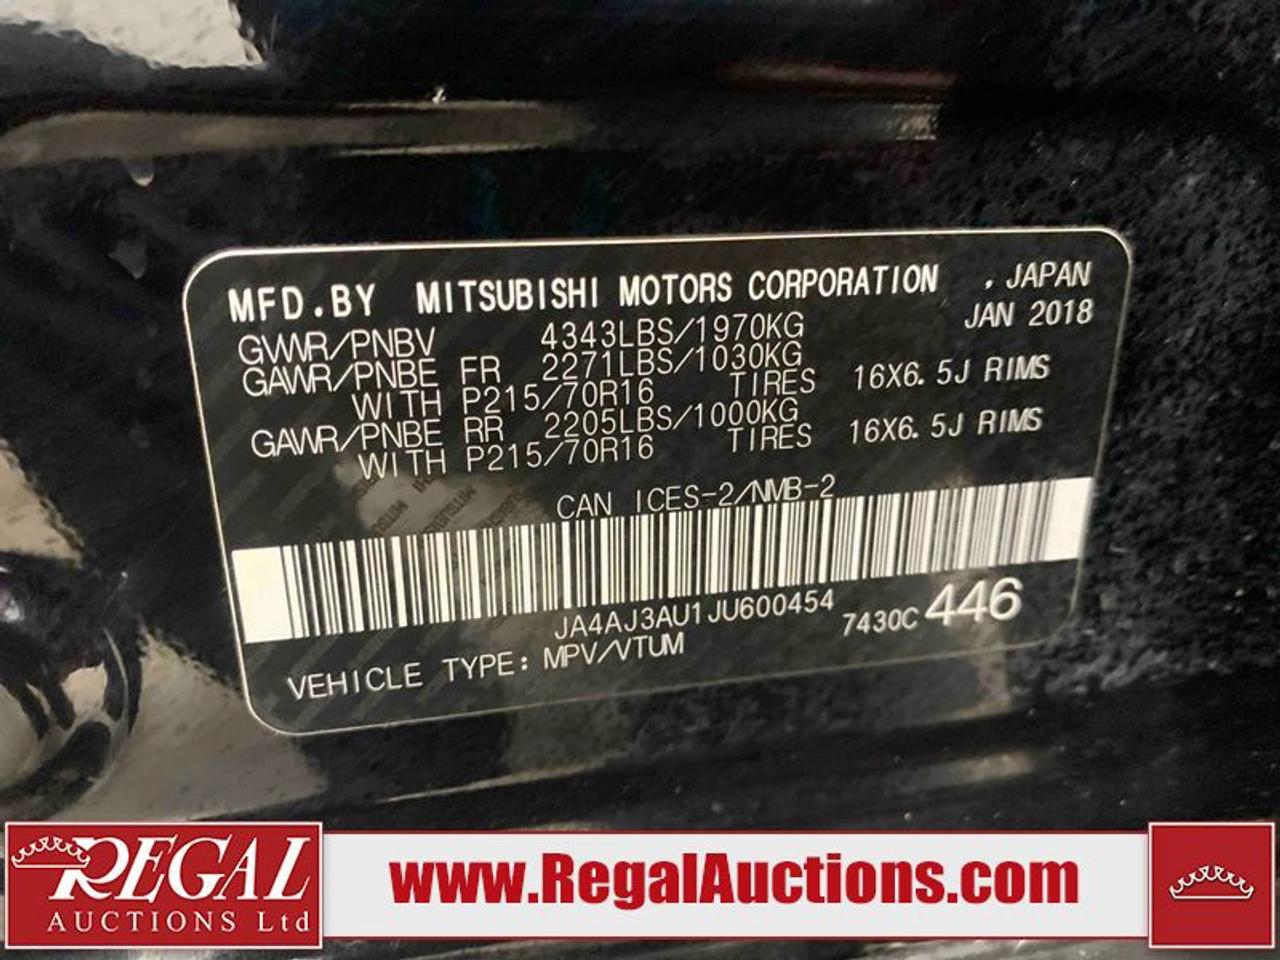 MFD.BY MITSUBISHI MOTORS CORPORATION , JAPAN
JAN 2018
GVWR/PNBV 4343LBS/1970KG
GAWR/PNBE FR 2271LBS/1030KG
WITH P215/70R16 TIRES 16X6.5J RIMS
GAWR/PNBE RR 2205LBS/1000KG
WITH P215/70R16 TIRES 16X6.5J RIMS
CAN ICES-2/NMB-2
JA4AJ3AU1JU600454 7430C 446
VEHICLE TYPE: MPV/VTUM
REGAL
AUCTIONS Ltd
www.RegalAuctions.com